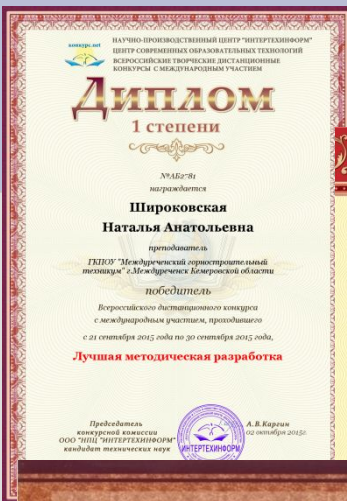 konkypc.net
НАУЧНО-ПРОИЗВОДСТВЕННЫЙ ЦЕНТР "ИНТЕРТЕХИНФОРМ"
ЦЕНТР СОВРЕМЕННЫХ ОБРАЗОВАТЕЛЬНЫХ ТЕХНОЛОГИЙ
ВСЕРОССИЙСКИЕ ТВОРЧЕСКИЕ ДИСТАНЦИОННЫЕ
КОНКУРСЫ С МЕЖДУНАРОДНЫМ УЧАСТИЕМ
Диплом
1 степени
№АБ2781
награждается
Широковская
Наталья Анатольевна
преподаватель
ГКПОУ "Междуреченский горностроительный
техникум" г.Междуреченск Кемеровской области
победитель
Всероссийского дистанционного конкурса
с международным участием, проходившего
с 21 сентября 2015 года по 30 сентября 2015 года,
Лучшая методическая разработка
Председатель
конкурсной комиссии
ООО "НПЦ "ИНТЕРТЕХИНФОРМ"
кандидат технических наук
ИНТЕРТЕХИНФОРМ
А.В.Каргин
02 октября 2015г.